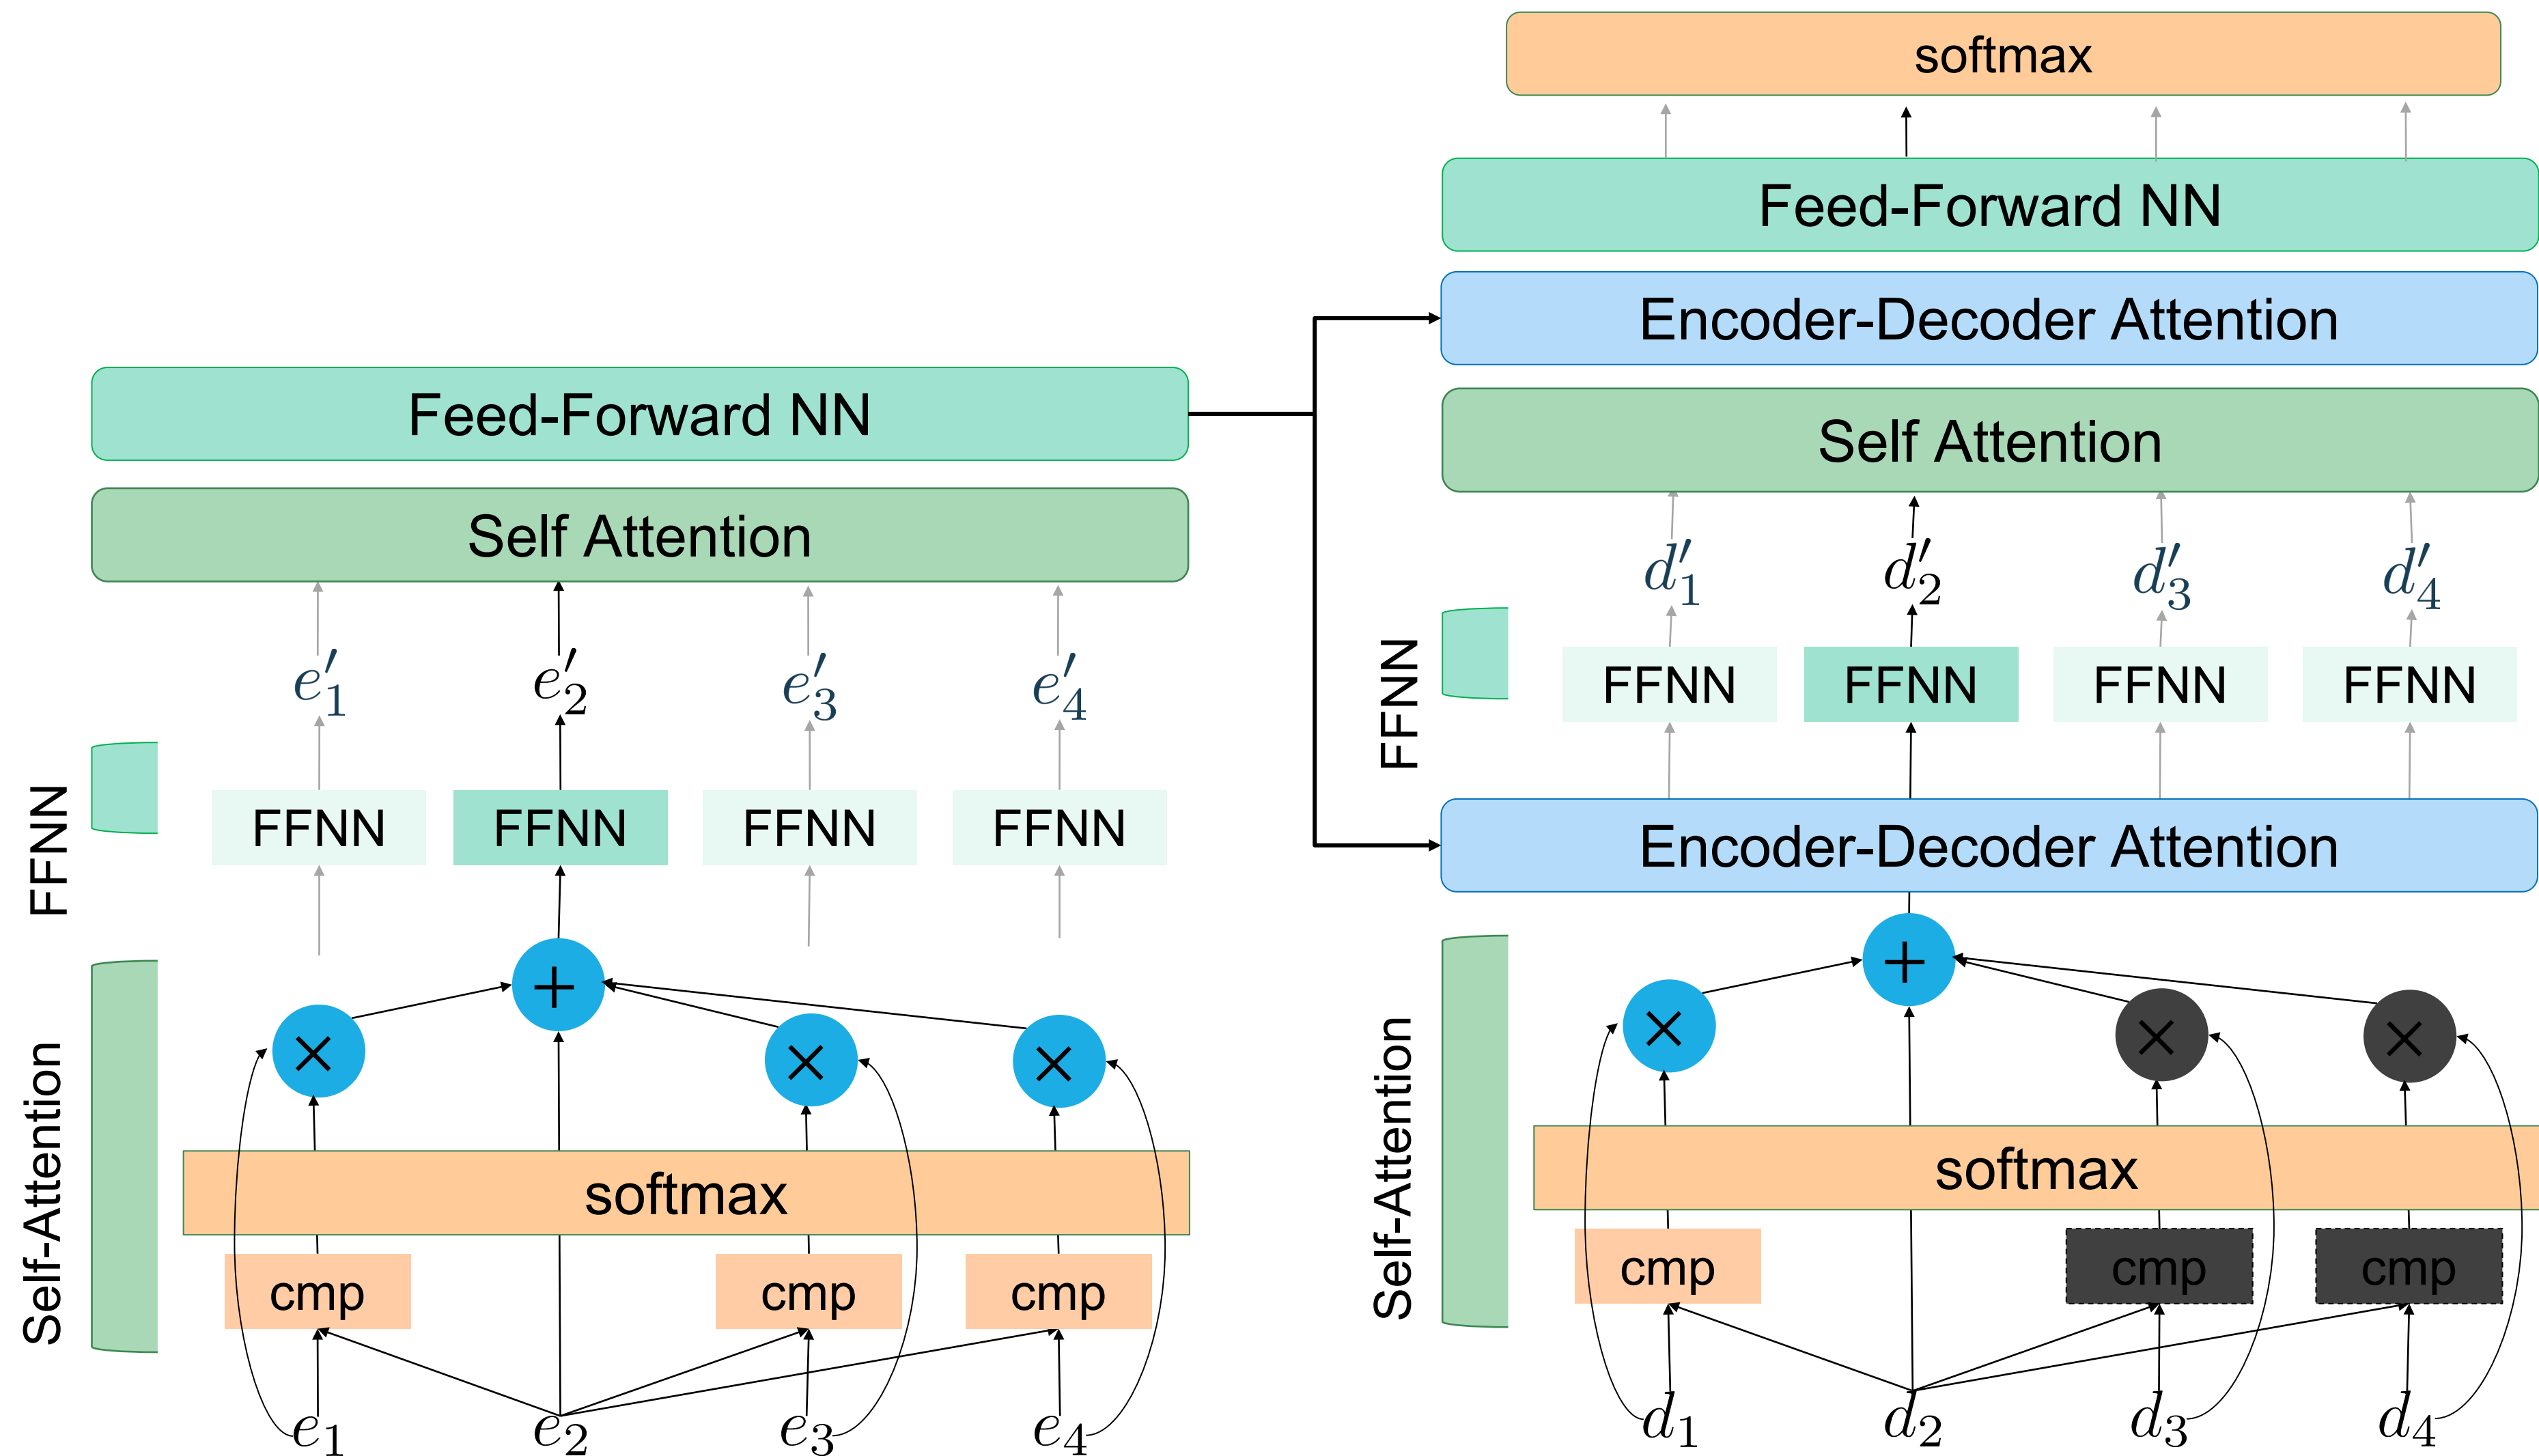 softmax
Feed-Forward NN
Encoder-Decoder Attention
Self Attention
d′1 d′2 d′3 d′4
FFNN
FFNN FFNN FFNN FFNN
Encoder-Decoder Attention
+
× × ×
Self-Attention
softmax
cmp cmp cmp
d1 d2 d3 d4
Feed-Forward NN
Self Attention
e′1 e′2 e′3 e′4
FFNN
FFNN FFNN FFNN FFNN
+
× × ×
Self-Attention
softmax
cmp cmp cmp
e1 e2 e3 e4